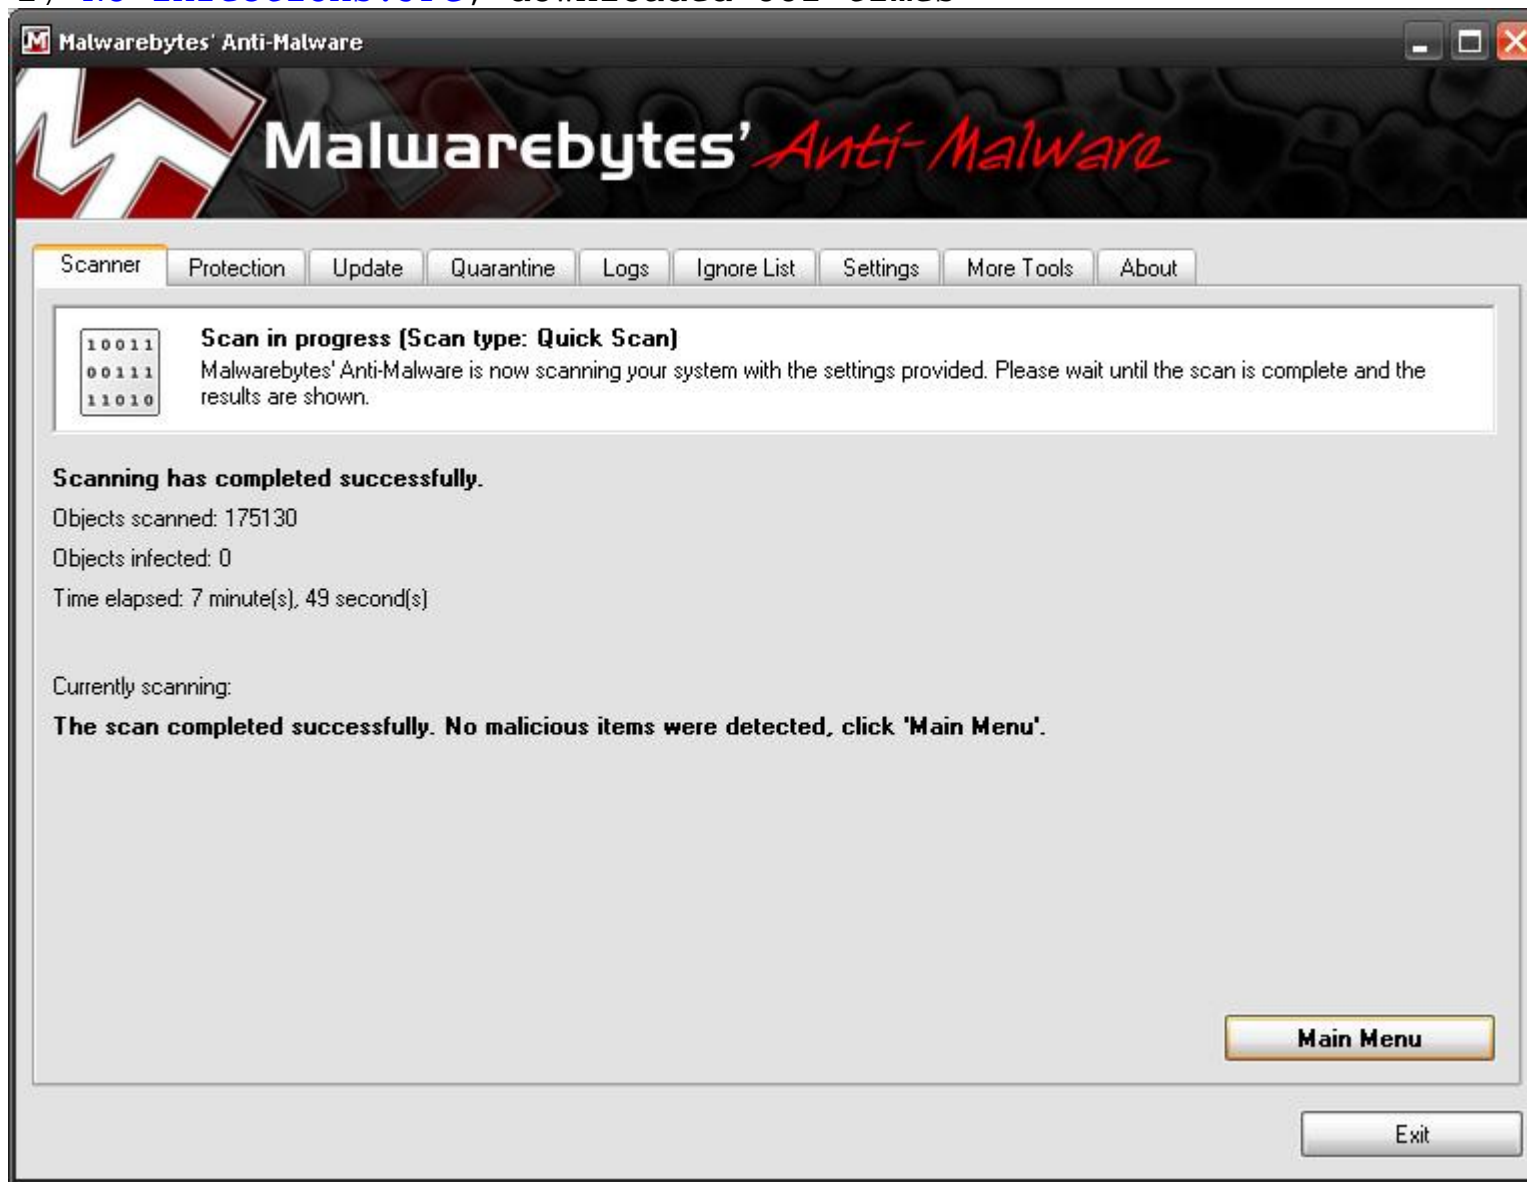 Malwarebytes' Anti-Malware
Malwarebytes' Anti-Malware
Scanner Protection Update Quarantine Logs Ignore List Settings More Tools About
10011
00111
11010
Scan in progress (Scan type: Quick Scan)
Malwarebytes' Anti-Malware is now scanning your system with the settings provided. Please wait until the scan is complete and the
results are shown.
Scanning has completed successfully.
Objects scanned: 175130
Objects infected: 0
Time elapsed: 7 minute(s), 49 second(s)
Currently scanning:
The scan completed successfully. No malicious items were detected, click 'Main Menu'.
Main Menu
Exit